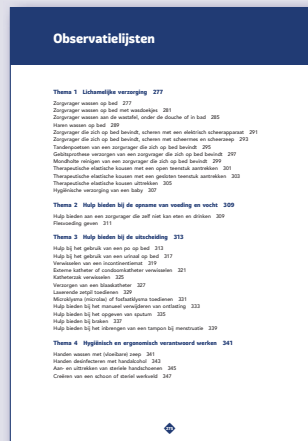 Observatielijsten
Thema 1 Lichamelijke verzorging 277
Zorgvrager wassen op bed 277
Zorgvrager wassen op bed met wasdoekjes 281
Zorgvrager wassen aan de wastafel, onder de douche of in bad 285
Haren wassen op bed 289
Zorgvrager die zich op bed bevindt, scheren met een elektrisch scheerapparaat 291
Zorgvrager die zich op bed bevindt, scheren met scheermes en scheerzeep 293
Tandenpoetsen van een zorgvrager die zich op bed bevindt 295
Gebitsprothese verzorgen van een zorgvrager die zich op bed bevindt 297
Mondholte reinigen van een zorgvrager die zich op bed bevindt 299
Therapeutische elastische kousen met een open teenstuk aantrekken 301
Therapeutische elastische kousen met een gesloten teenstuk aantrekken 303
Therapeutische elastische kousen uittrekken 305
Hygiënische verzorging van een baby 307
Thema 2 Hulp bieden bij de opname van voeding en vocht 309
Hulp bieden aan een zorgvrager die zelf niet kan eten en drinken 309
Flesvoeding geven 311
Thema 3 Hulp bieden bij de uitscheiding 313
Hulp bij het gebruik van een po op bed 313
Hulp bij het gebruik van een urinaal op bed 317
Verwisselen van een incontinentiemat 319
Externe katheter of condoomkatheter verwisselen 321
Katheterzak verwisselen 325
Verzorgen van een blaaskatheter 327
Laxerende zetpil toedienen 329
Microklysma (microlax) of fosfaatklysma toedienen 331
Hulp bieden bij het manueel verwijderen van ontlasting 333
Hulp bieden bij het opgeven van sputum 335
Hulp bieden bij braken 337
Hulp bieden bij het inbrengen van een tampon bij menstruatie 339
Thema 4 Hygiënisch en ergonomisch verantwoord werken 341
Handen wassen met (vloeibare) zeep 341
Handen desinfecteren met handalcohol 343
Aan- en uittrekken van steriele handschoenen 345
Creëren van een schoon of steriel werkveld 347